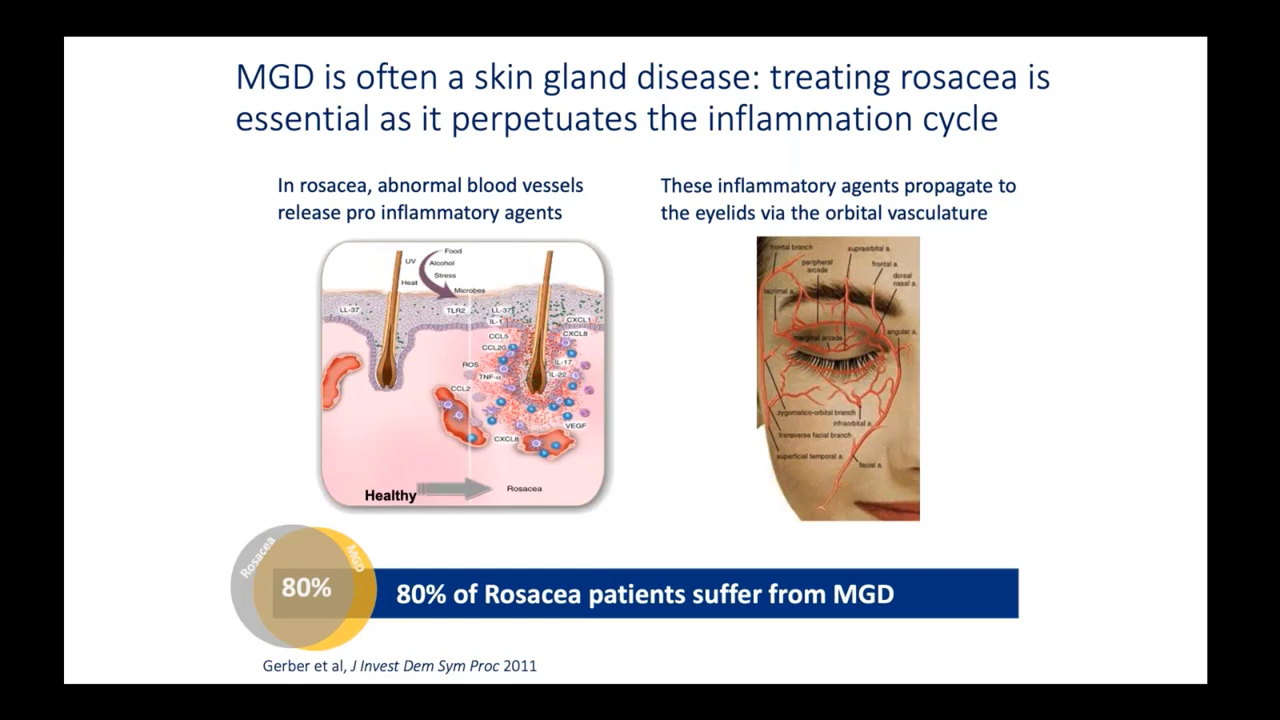 MGD is often a skin gland disease: treating rosacea is
essential as it perpetuates the inflammation cycle
In rosacea, abnormal blood vessels
release pro inflammatory agents
These inflammatory agents propagate to
the eyelids via the orbital vasculature
Food
UV
Alcohol
Stress
Heat
Microbes
LL-37
TLR2
LL-37
IL-1
CXCL1
CCL5
CXCL8
CCL20
ROS
IL-17
TNF-α
IL-22
CCL2
VEGF
CXCL8
Healthy
Rosacea
frontal branch
supraorbital a.
peripheral
arcade
frontal a.
dorsal
nasal a.
lacrimal a.
angular a.
marginal arcade
zygomalico-orbital branch
infraorbital a.
transverse facial branch
superficial temporal a.
facial a.
Rosacea
MGD
80%
80% of Rosacea patients suffer from MGD
Gerber et al, J Invest Dem Sym Proc 2011